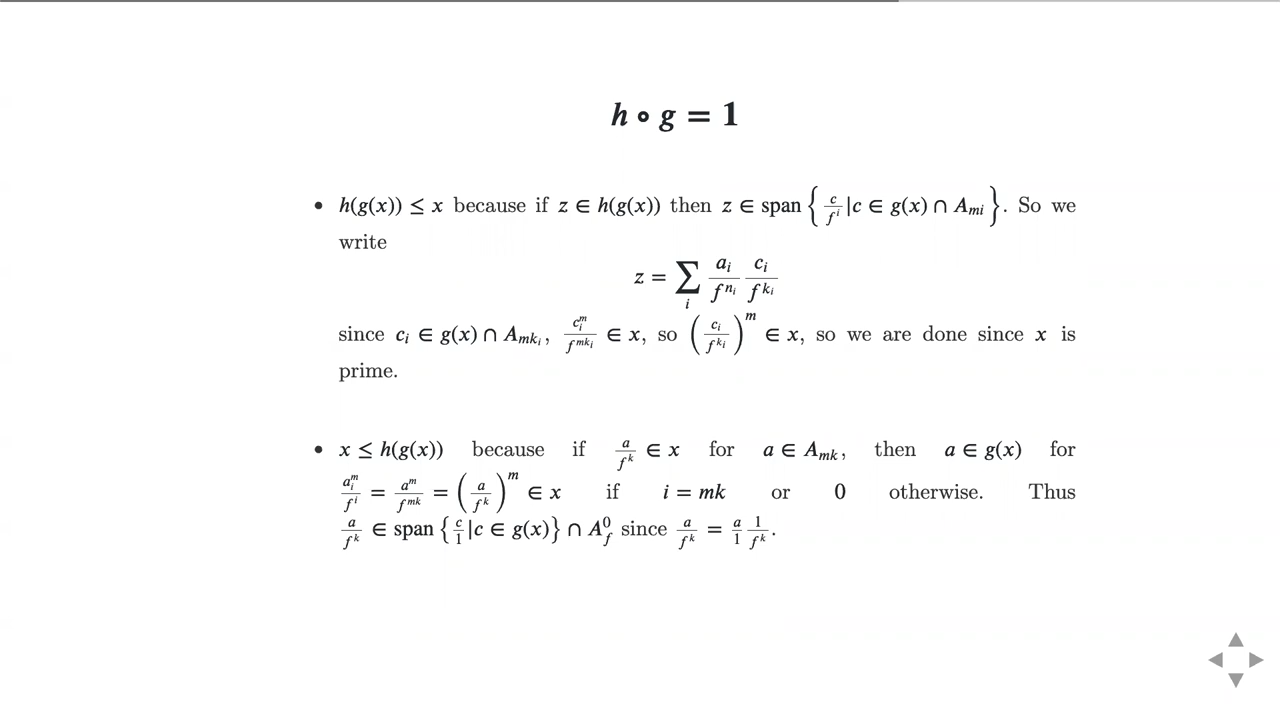 h ∘ g = 1
• h(g(x)) ≤ x because if z ∈ h(g(x)) then z ∈ span { c/f^i | c ∈ g(x) ∩ A_{mi} }. So we
write
z = ∑_i a_i/f^{n_i} c_i/f^{k_i}
since c_i ∈ g(x) ∩ A_{mk_i}, c_i^m/f^{mk_i} ∈ x, so (c_i/f^{k_i})^m ∈ x, so we are done since x is
prime.
• x ≤ h(g(x)) because if a/f^k ∈ x for a ∈ A_{mk}, then a ∈ g(x) for
a_i^m/f^i = a^m/f^{mk} = (a/f^k)^m ∈ x if i = mk or 0 otherwise. Thus
a/f^k ∈ span { c/1 | c ∈ g(x) } ∩ A_f^0 since a/f^k = a/1 1/f^k.